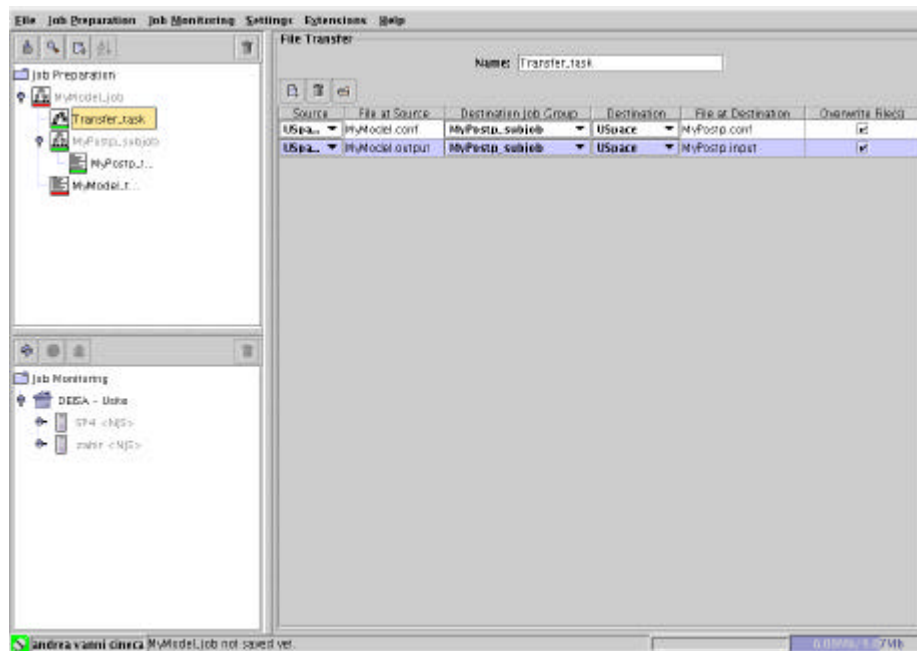 File Job Preparation Job Monitoring Settings Extensions Help
File Transfer
Name: Transfer_task
Job Preparation
MyModel_job
Transfer_task
MyPostp_subjob
MyPostp_t...
MyModel_t...
Source File at Source Destination Job Group Destination File at Destination Overwrite File(s)
USpa... MyModel.conf MyPostp_subjob USpace MyPostp.conf
USpa... MyModel.output MyPostp_subjob USpace MyPostp.input
Job Monitoring
DEISA - Usite
SP4 <NJS>
<NJS>
andrea vanni cineca MyModel_job not saved yet.